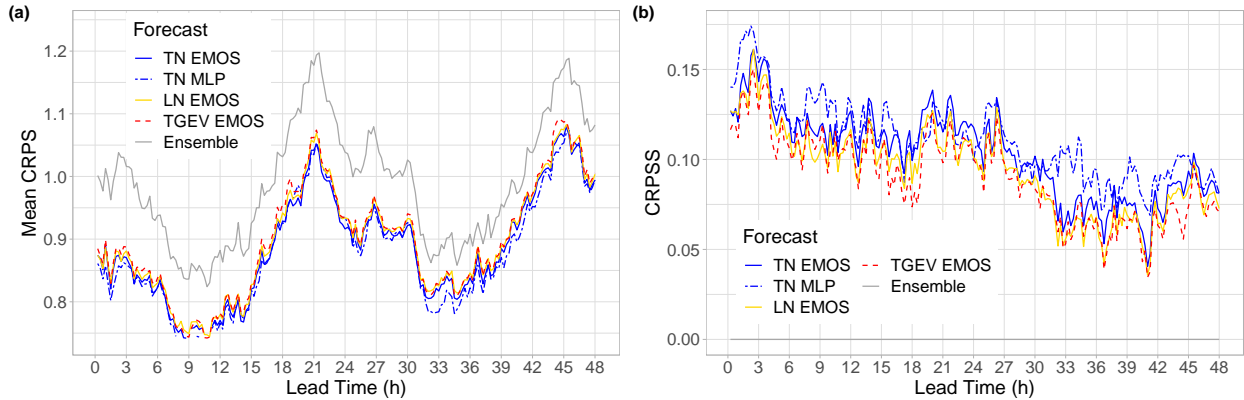 (a)
Forecast
TN EMOS
TN MLP
LN EMOS
TGEV EMOS
Ensemble
Mean CRPS
1.2
1.1
1.0
0.9
0.8
0 3 6 9 12 15 18 21 24 27 30 33 36 39 42 45 48
Lead Time (h)
(b)
CRPSS
0.15
0.10
0.05
0.00
Forecast
TN EMOS
TN MLP
LN EMOS
TGEV EMOS
Ensemble
0 3 6 9 12 15 18 21 24 27 30 33 36 39 42 45 48
Lead Time (h)